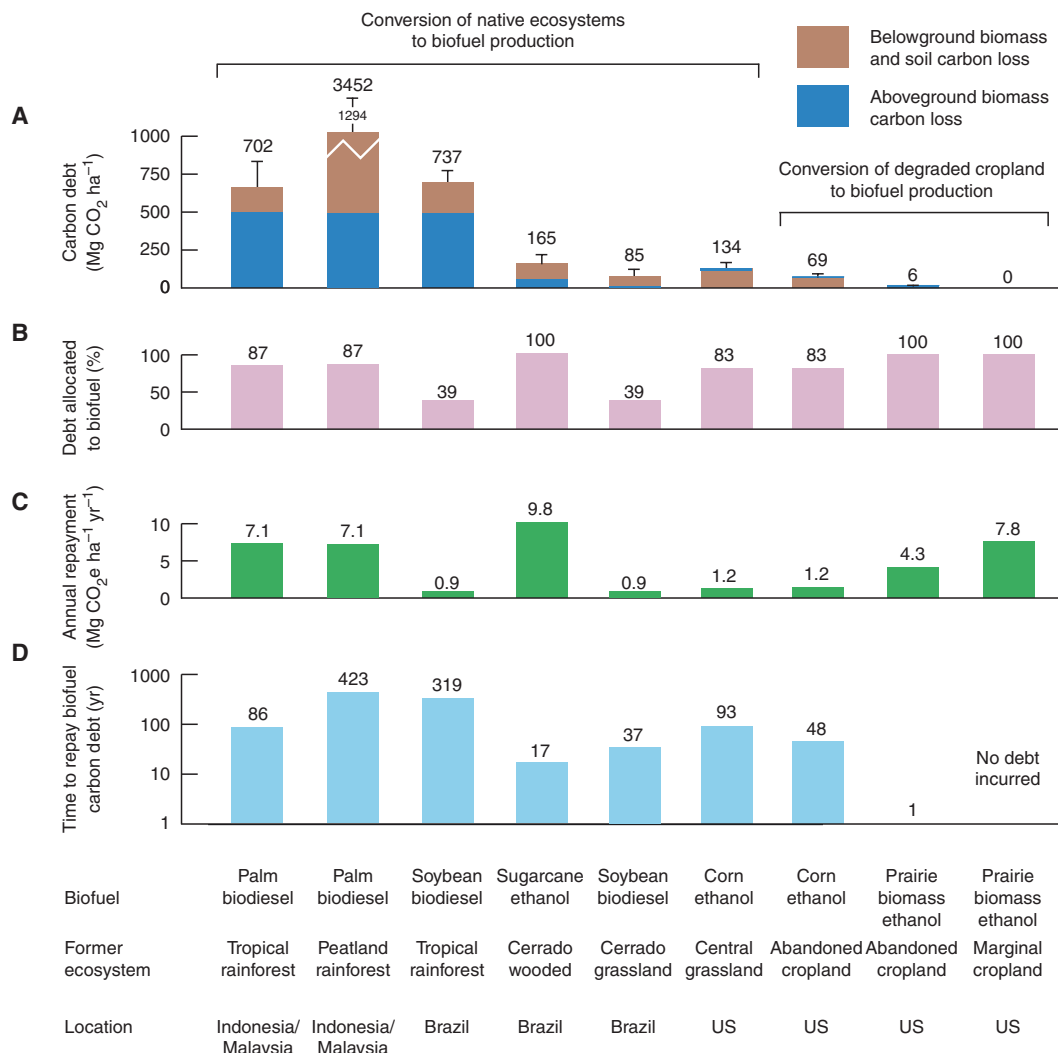 Conversion of native ecosystems
to biofuel production
Belowground biomass
and soil carbon loss
Aboveground biomass
carbon loss
Conversion of degraded cropland
to biofuel production
A
Carbon debt
(Mg CO₂ ha⁻¹)
1000
750
500
250
0
702
3452
1294
737
165
85
134
69
6
0
B
Debt allocated
to biofuel (%)
100
50
0
87
87
39
100
39
83
83
100
100
C
Annual repayment
(Mg CO₂e ha⁻¹ yr⁻¹)
10
5
0
7.1
7.1
0.9
9.8
0.9
1.2
1.2
4.3
7.8
D
Time to repay biofuel
carbon debt (yr)
1000
100
10
1
86
423
319
17
37
93
48
1
No debt
incurred
Biofuel
Palm
biodiesel
Palm
biodiesel
Soybean
biodiesel
Sugarcane
ethanol
Soybean
biodiesel
Corn
ethanol
Corn
ethanol
Prairie
biomass
ethanol
Prairie
biomass
ethanol
Former
ecosystem
Tropical
rainforest
Peatland
rainforest
Tropical
rainforest
Cerrado
wooded
Cerrado
grassland
Central
grassland
Abandoned
cropland
Abandoned
cropland
Marginal
cropland
Location
Indonesia/
Malaysia
Indonesia/
Malaysia
Brazil
Brazil
Brazil
US
US
US
US